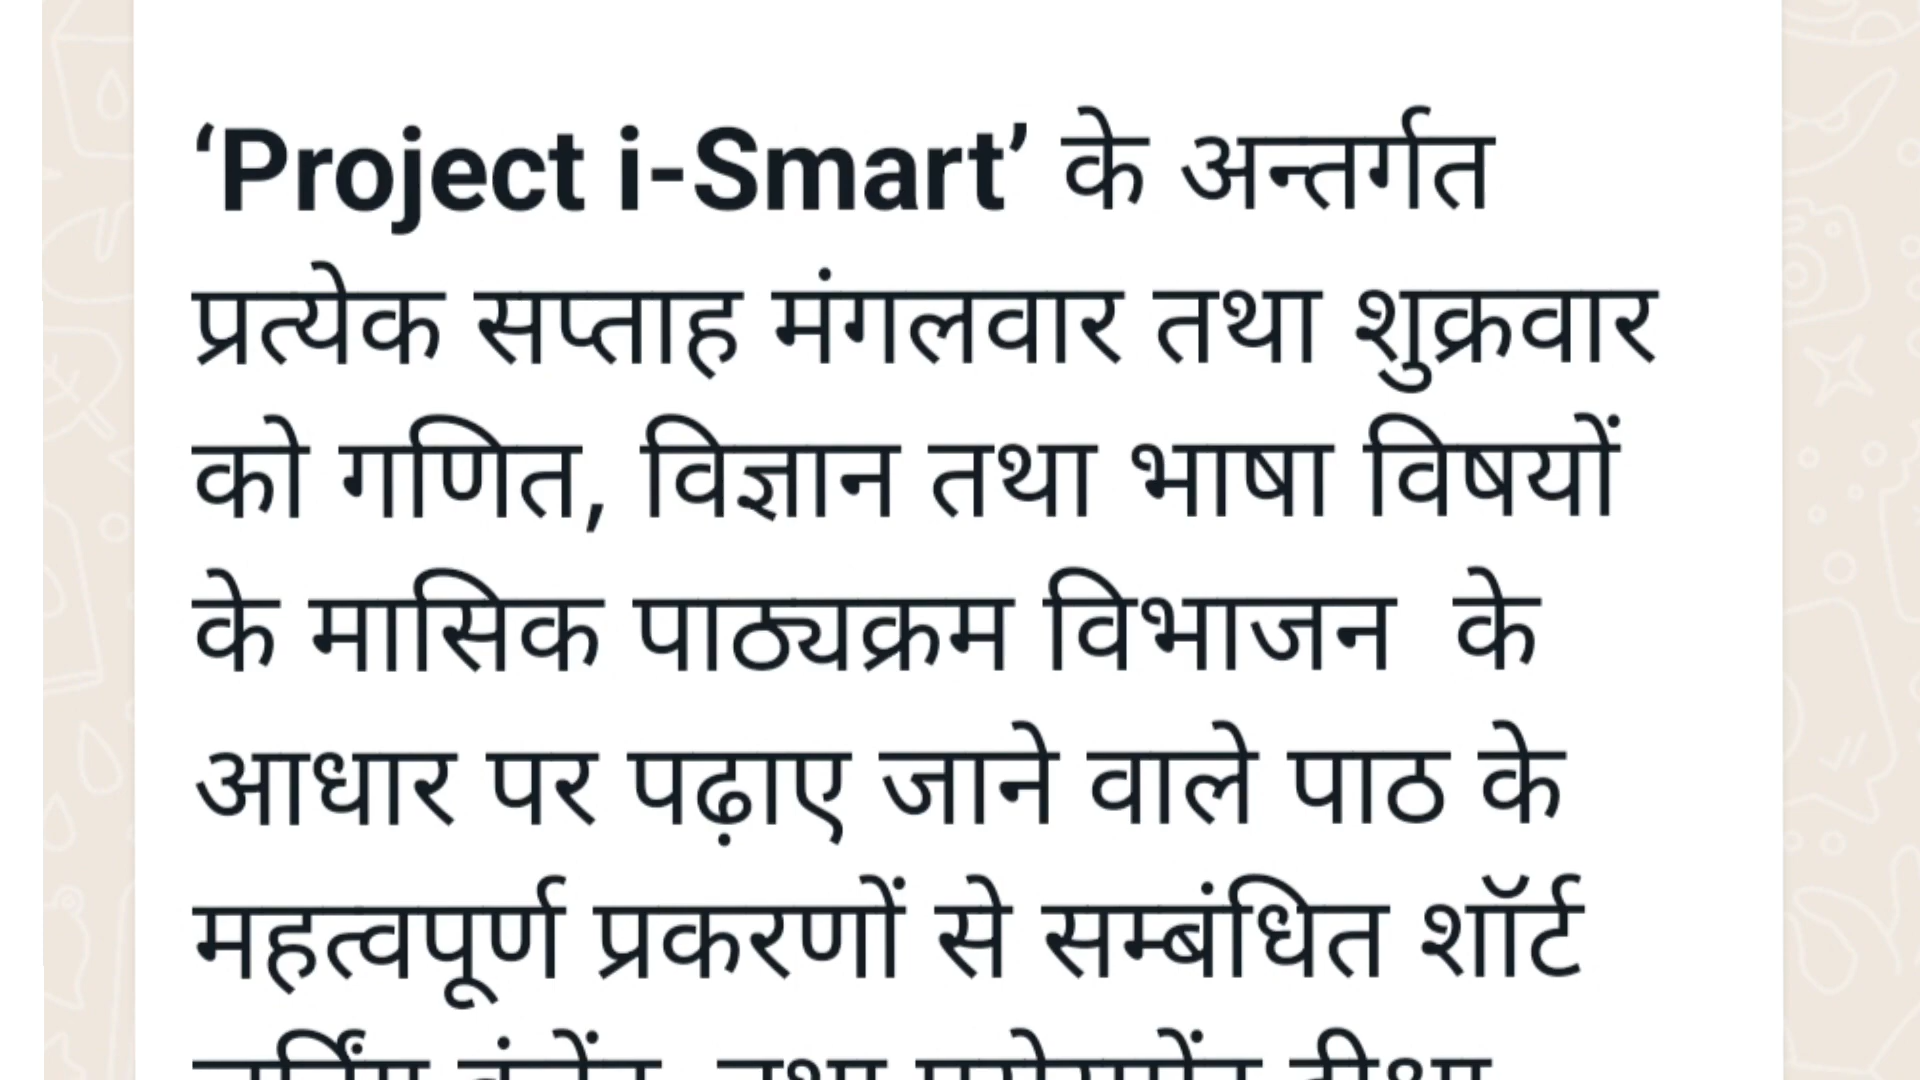 ‘Project i-Smart’ के अन्तर्गत
प्रत्येक सप्ताह मंगलवार तथा शुक्रवार
को गणित, विज्ञान तथा भाषा विषयों
के मासिक पाठ्यक्रम विभाजन  के
आधार पर पढ़ाए जाने वाले पाठ के
महत्वपूर्ण प्रकरणों से सम्बंधित शॉर्ट